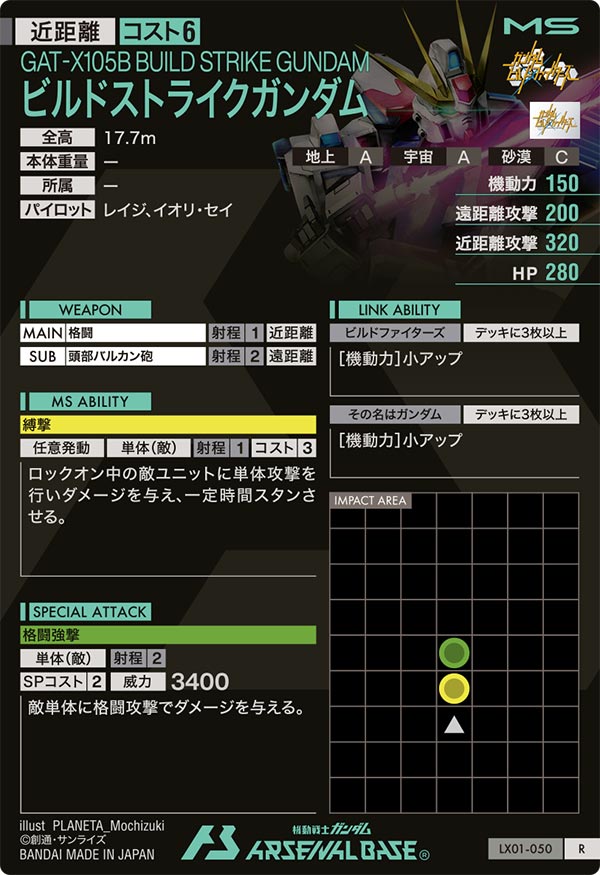 近距離 コスト6 MS
GAT-X105B BUILD STRIKE GUNDAM
ビルドストライクガンダム
ガンダムビルドファイターズ
全高 17.7m
本体重量 ―
所属 ―
パイロット レイジ、イオリ・セイ
地上 A 宇宙 A 砂漠 C
機動力 150
遠距離攻撃 200
近距離攻撃 320
HP 280
WEAPON
MAIN 格闘 射程 1 近距離
SUB 頭部バルカン砲 射程 2 遠距離
MS ABILITY
縛撃
任意発動 単体(敵) 射程 1 コスト 3
ロックオン中の敵ユニットに単体攻撃を
行いダメージを与え、一定時間スタンさ
せる。
SPECIAL ATTACK
格闘強撃
単体(敵) 射程 2
SPコスト 2 威力 3400
敵単体に格闘攻撃でダメージを与える。
LINK ABILITY
ビルドファイターズ デッキに3枚以上
[機動力]小アップ
その名はガンダム デッキに3枚以上
[機動力]小アップ
IMPACT AREA
illust PLANETA_Mochizuki
©創通・サンライズ
BANDAI MADE IN JAPAN
機動戦士ガンダム
ARSENAL BASE®
LX01-050 R